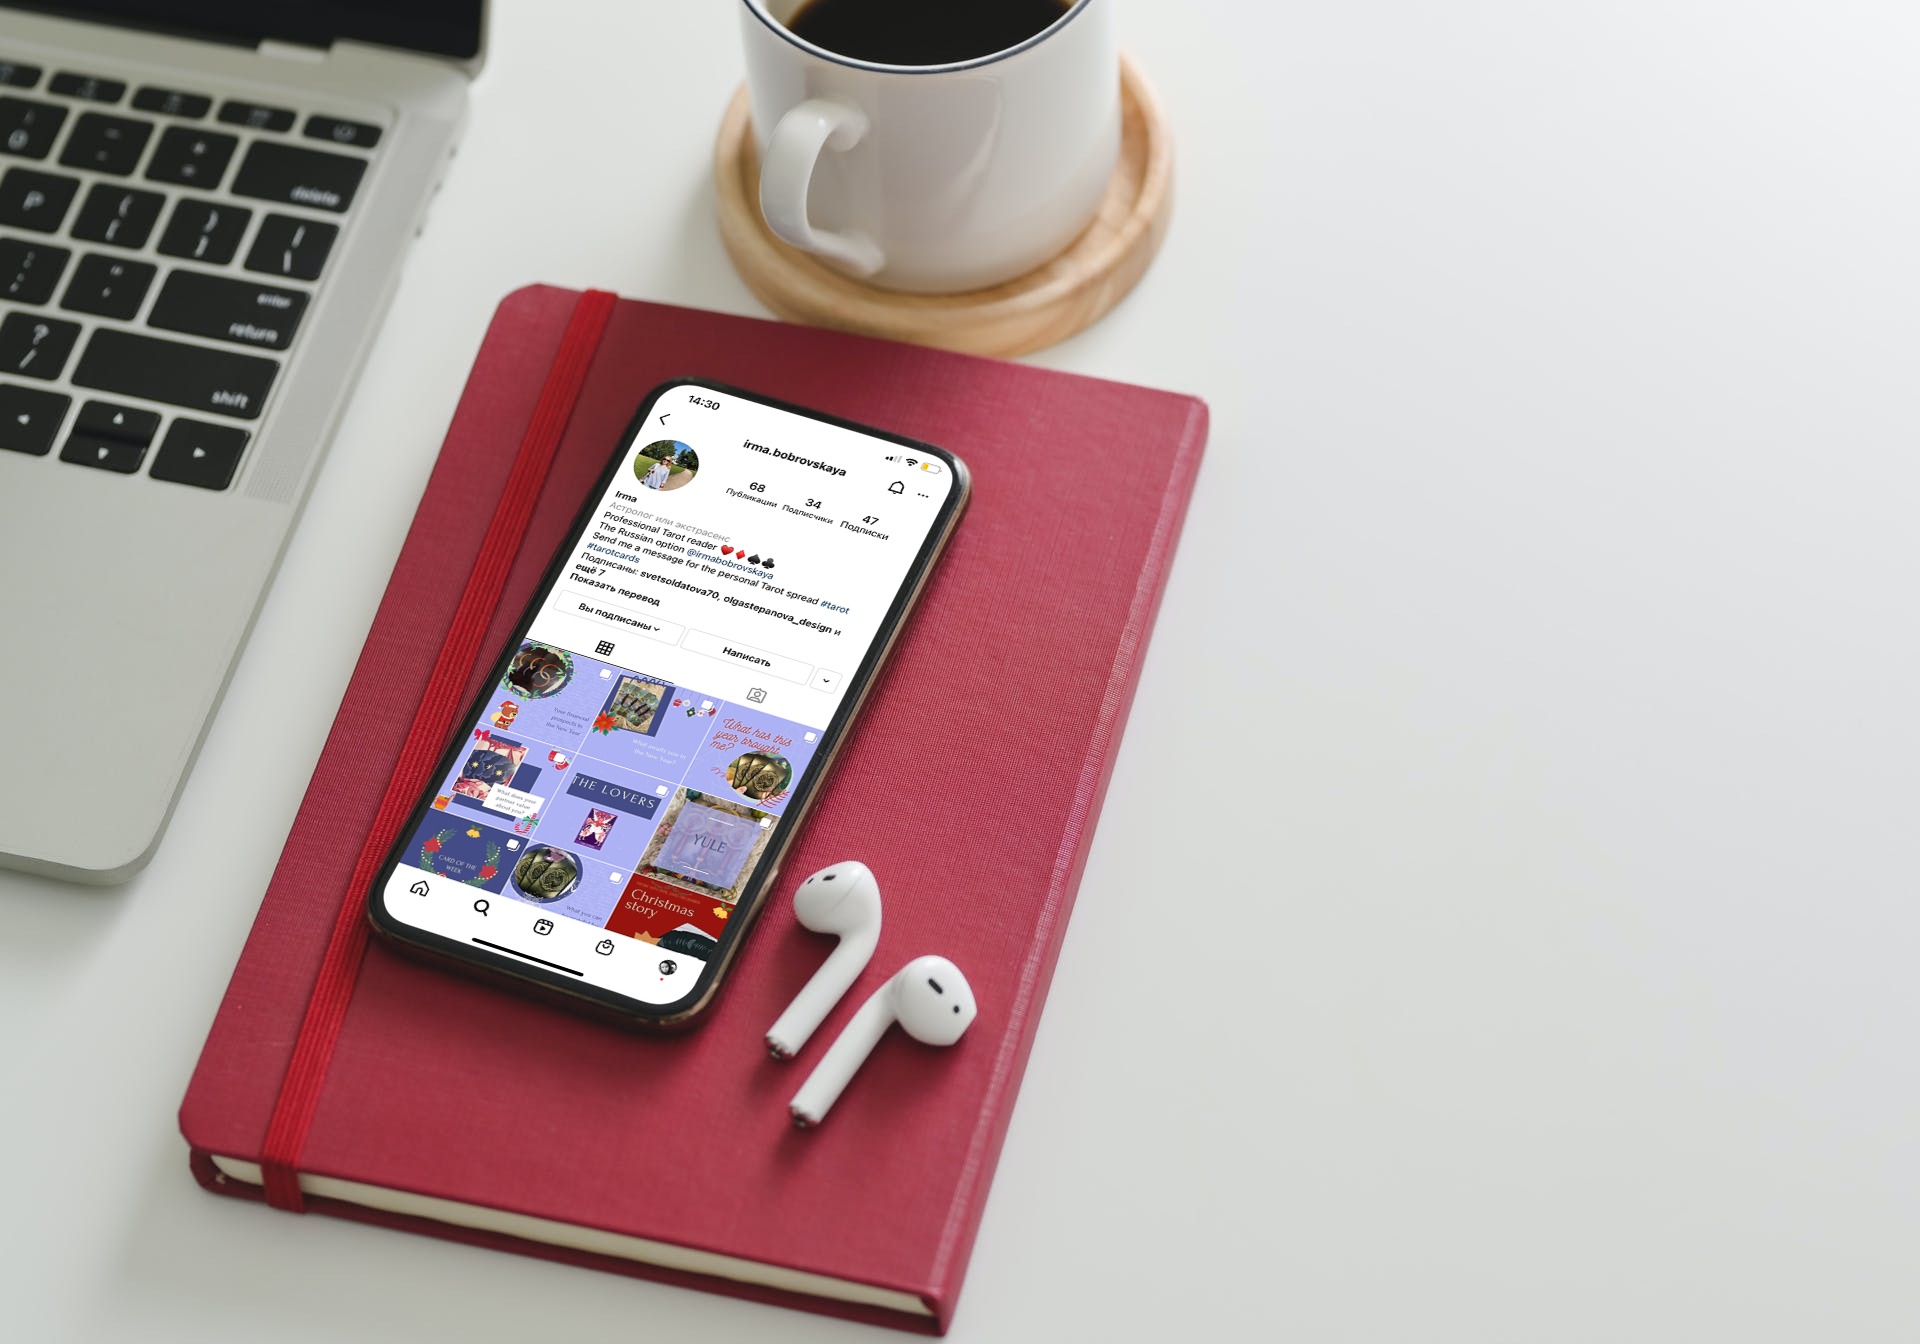 delete
P
{
[
}
]
|
\
:
;
"
'
enter
return
?
/
shift
14:30
irma.bobrovskaya
68
34
47
Публикации
Подписчики
Подписки
Irma
Астролог или экстрасенс
Professional Tarot reader ❤️♦️♠️♣️
The Russian option @irmabobrovskaya
Send me a message for the personal Tarot spread #tarot
#tarotcards
Подписаны: svetsoldatova70, olgastepanova_design и
ещё 7
Показать перевод
Вы подписаны
Написать
Your financial
prospects in
the New Year
What awaits you in
the New Year?
What has this
year brought
me?
What does your
partner value
about you?
THE LOVERS
YULE
CARD OF THE
WEEK
What you can
Christmas
story